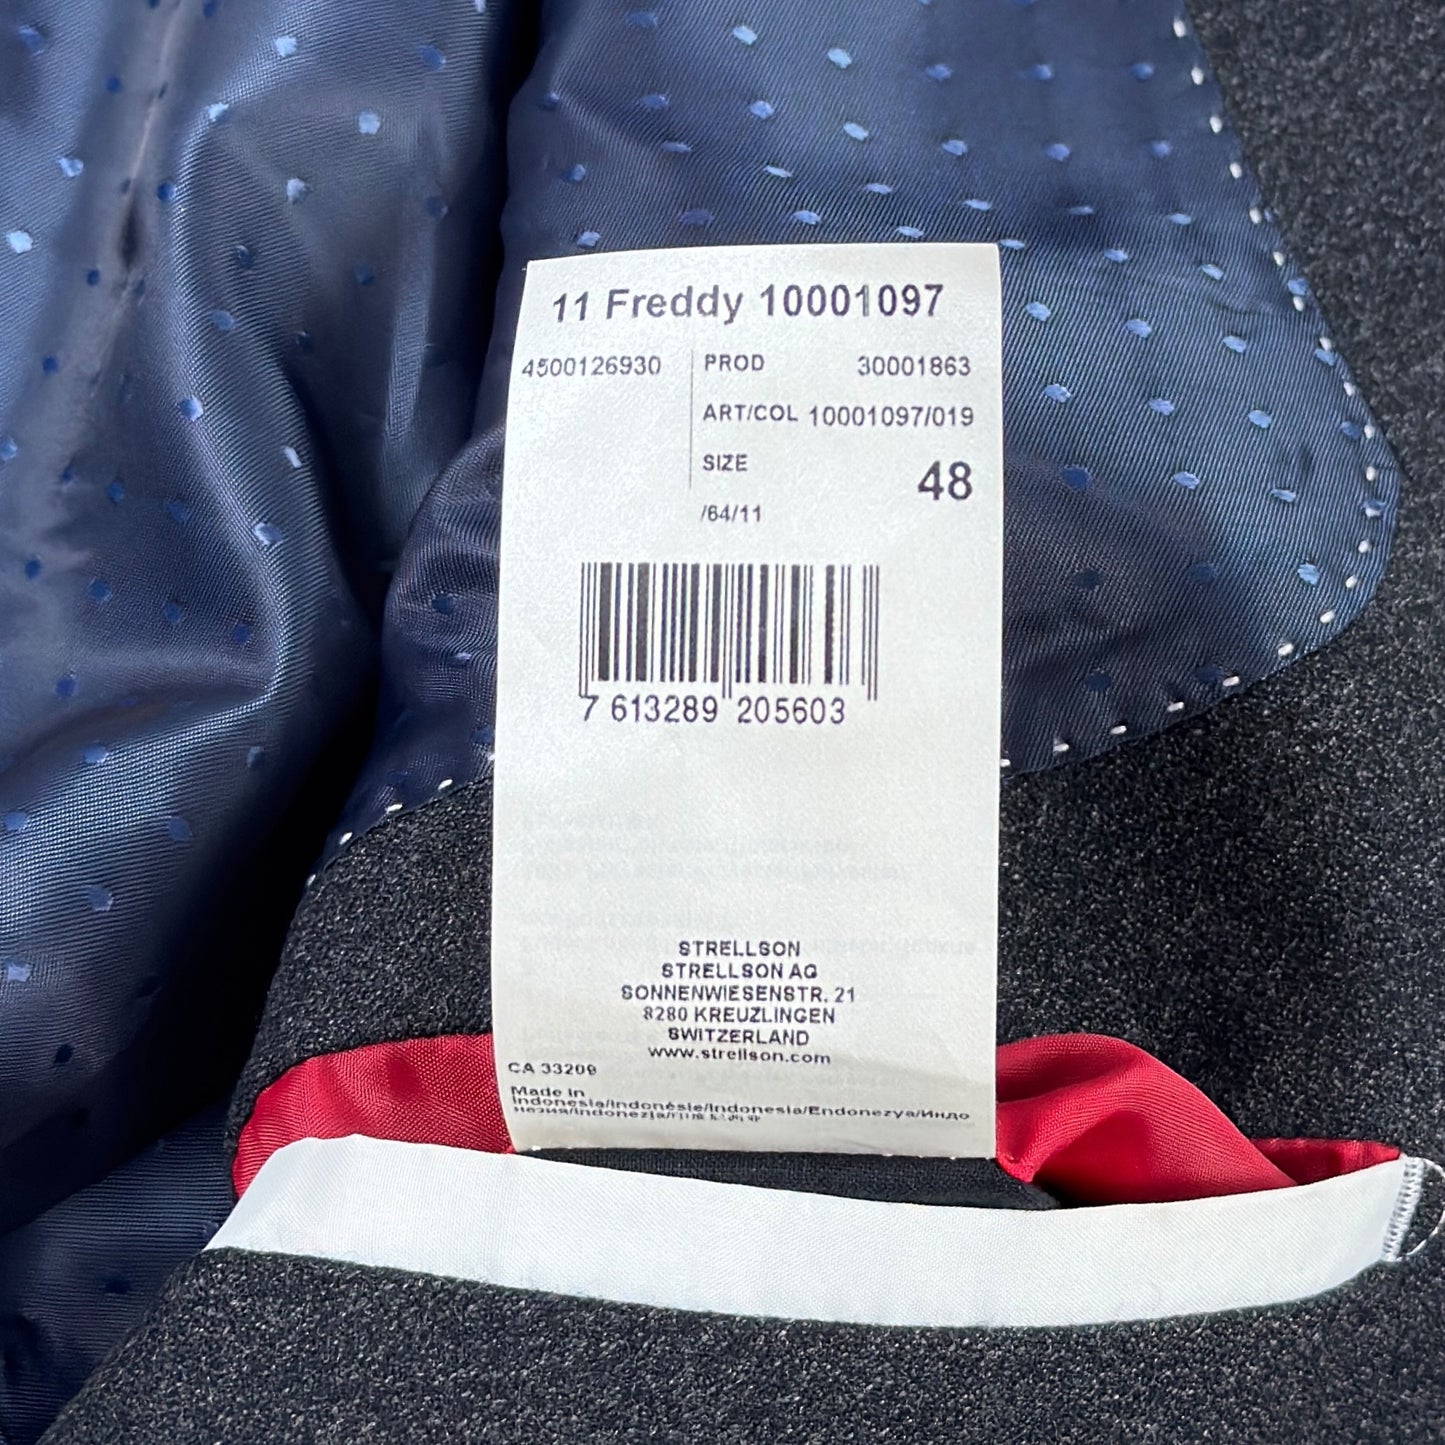 11 Freddy 10001097
4500126930 PROD 30001863
ART/COL 10001097/019
SIZE 48
/64/11
7 613289 205603
STRELLSON
STRELLSON AG
SONNENWIESENSTR. 21
8280 KREUZLINGEN
SWITZERLAND
www.strellson.com
CA 33209
Made in
Indonesia/Indonésie/Indonesia/Endonezya/Индо
незия/Indonezja/